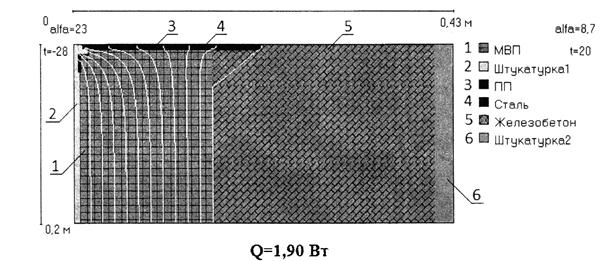 0
0,43 м
alfa=23
3
4
5
alfa=8,7
t=-28
t=20
1 МВП
2 Штукатурка1
3 ПП
4 Сталь
5 Железобетон
6 Штукатурка2
2
1
6
0,2 м
Q=1,90 Вт